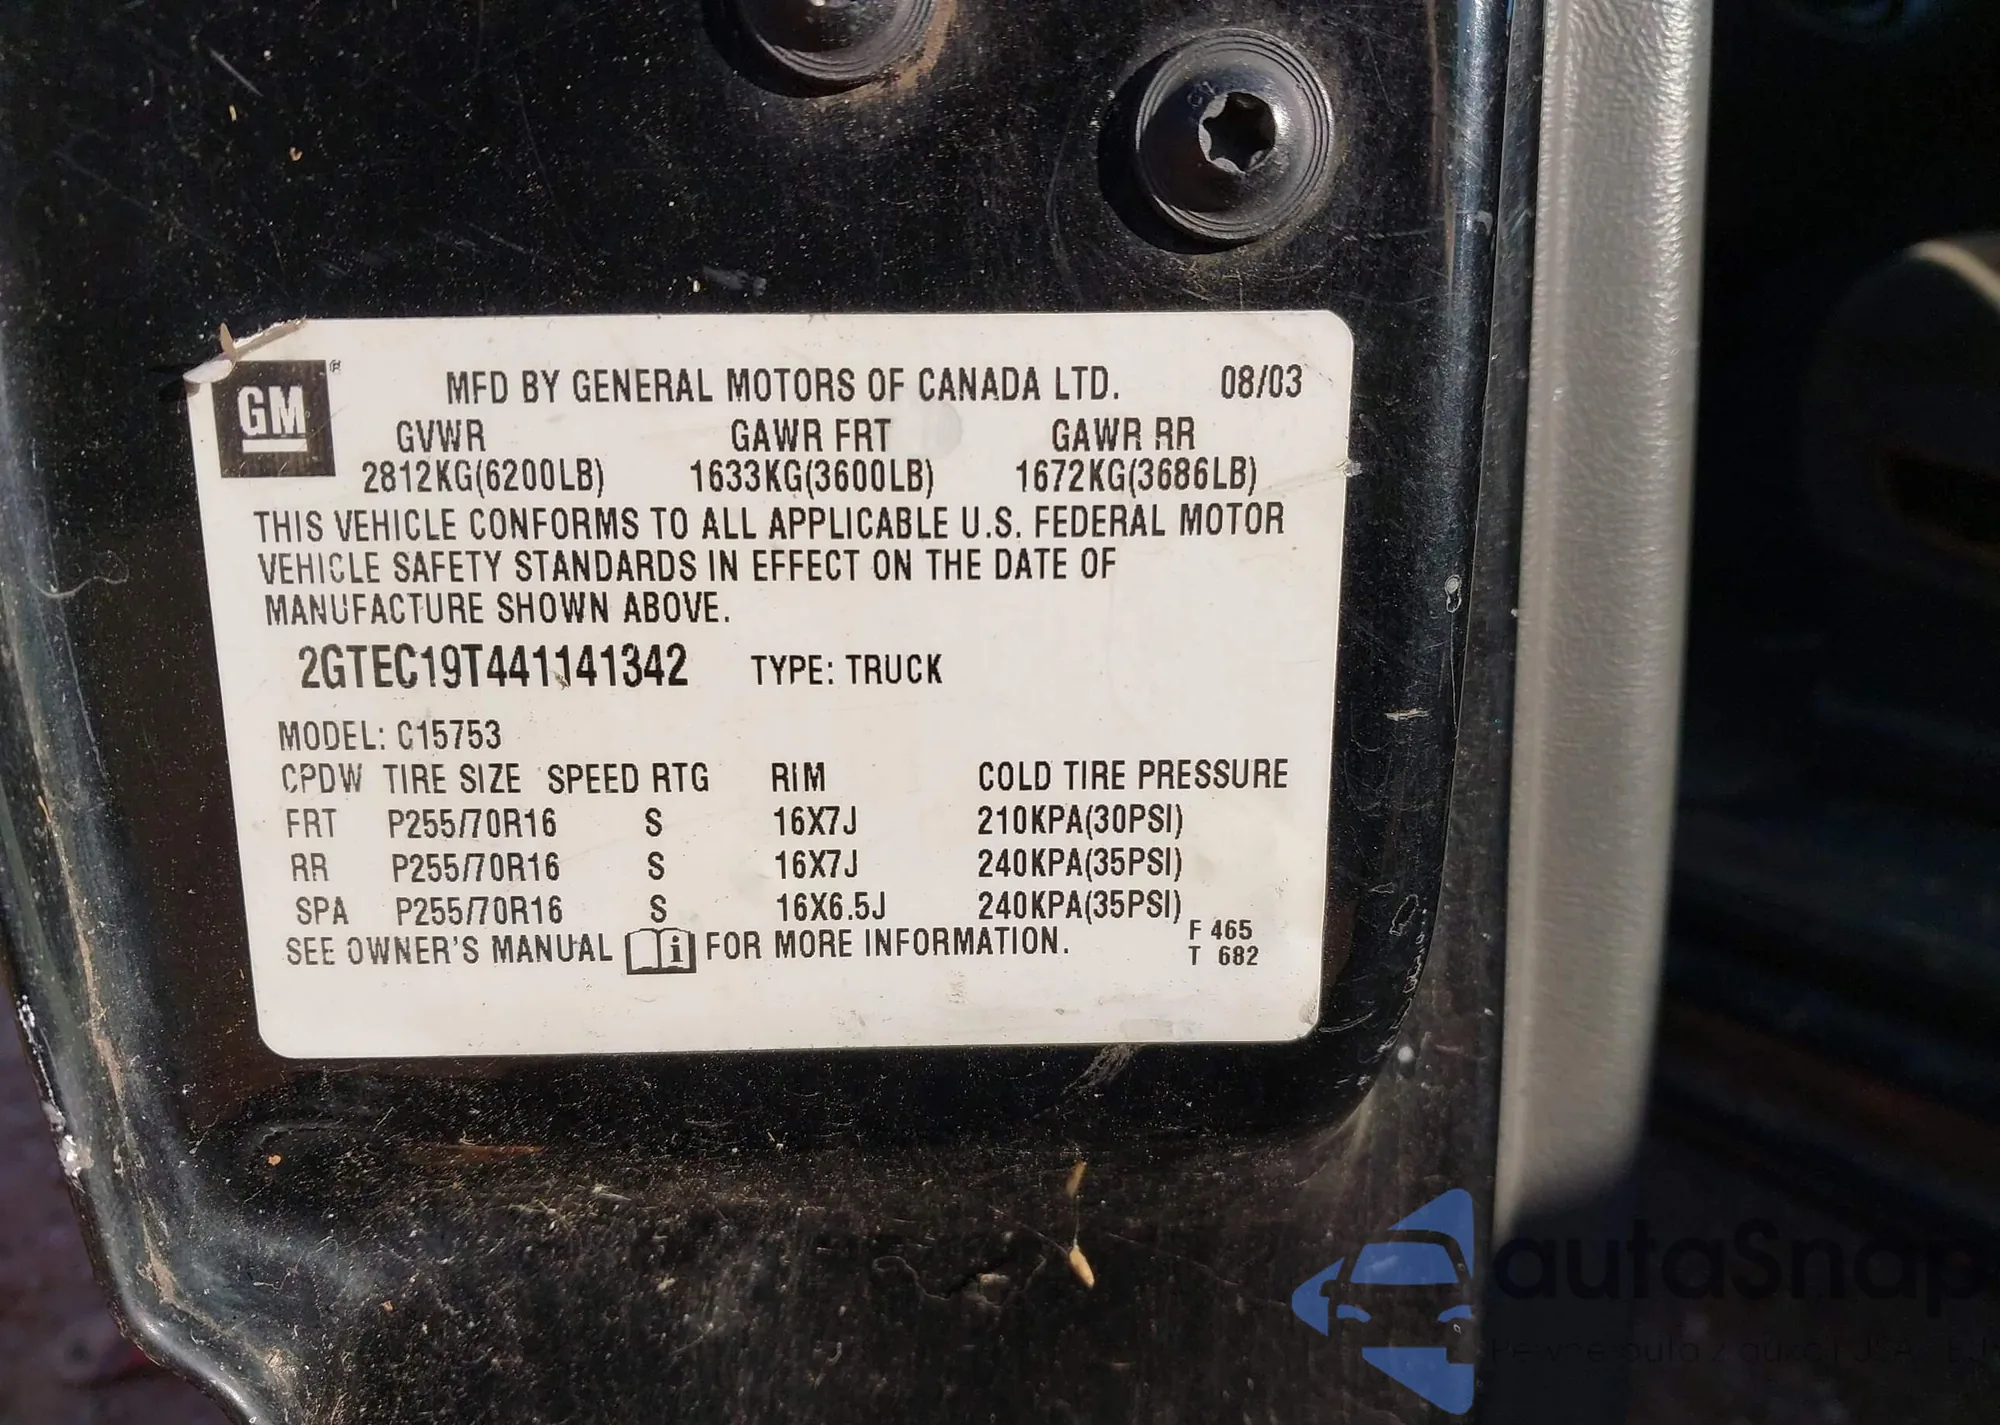 GM ®
MFD BY GENERAL MOTORS OF CANADA LTD. 08/03
GVWR GAWR FRT GAWR RR
2812KG(6200LB) 1633KG(3600LB) 1672KG(3686LB)
THIS VEHICLE CONFORMS TO ALL APPLICABLE U.S. FEDERAL MOTOR
VEHICLE SAFETY STANDARDS IN EFFECT ON THE DATE OF
MANUFACTURE SHOWN ABOVE.
2GTEC19T441141342 TYPE: TRUCK
MODEL: C15753
CPDW TIRE SIZE SPEED RTG RIM COLD TIRE PRESSURE
FRT P255/70R16 S 16X7J 210KPA(30PSI)
RR P255/70R16 S 16X7J 240KPA(35PSI)
SPA P255/70R16 S 16X6.5J 240KPA(35PSI)
SEE OWNER'S MANUAL i FOR MORE INFORMATION.
F 465
T 682
autaSnap